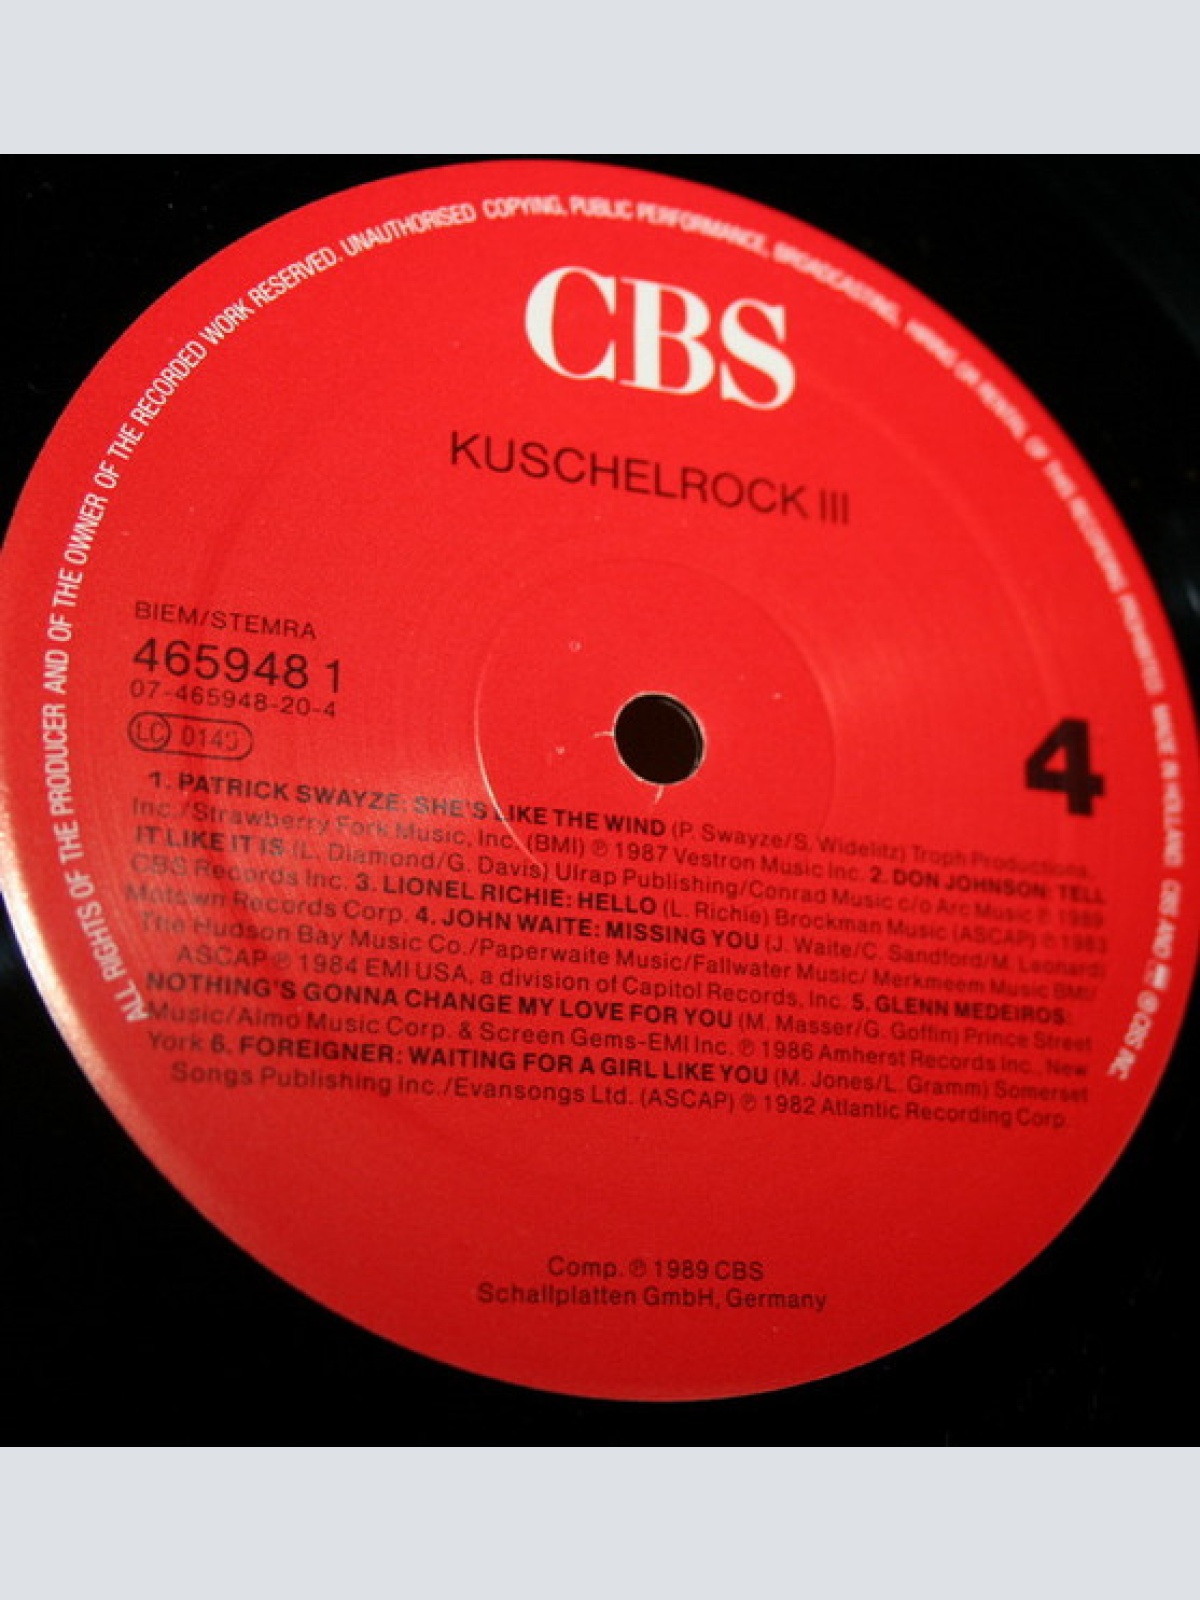 ALL RIGHTS OF THE PRODUCER AND OF THE OWNER OF THE RECORDED WORK RESERVED. UNAUTHORISED COPYING, PUBLIC PERFORMANCE, BROADCASTING, HIRING OR RENTAL OF THIS RECORDING PROHIBITED. MADE IN HOLLAND CBS AND ℗ CBS INC.
CBS
KUSCHELROCK III
BIEM/STEMRA
465948 1
07-465948-20-4
LC 0149
4
1. PATRICK SWAYZE: SHE'S LIKE THE WIND (P. Swayze/S. Widelitz) Troph Productions,
Inc./Strawberry Fork Music, Inc. (BMI) ℗ 1987 Vestron Music Inc. 2. DON JOHNSON: TELL
IT LIKE IT IS (L. Diamond/G. Davis) Ulrap Publishing/Conrad Music c/o Arc Music ℗ 1989
CBS Records Inc. 3. LIONEL RICHIE: HELLO (L. Richie) Brockman Music (ASCAP) ℗ 1983
Motown Records Corp. 4. JOHN WAITE: MISSING YOU (J. Waite/C. Sandford/M. Leonard)
The Hudson Bay Music Co./Paperwaite Music/Fallwater Music/ Merkmeem Music BMI/
ASCAP ℗ 1984 EMI USA, a division of Capitol Records, Inc. 5. GLENN MEDEIROS:
NOTHING'S GONNA CHANGE MY LOVE FOR YOU (M. Masser/G. Goffin) Prince Street
Music/Almo Music Corp. & Screen Gems-EMI Inc. ℗ 1986 Amherst Records Inc., New
York 6. FOREIGNER: WAITING FOR A GIRL LIKE YOU (M. Jones/L. Gramm) Somerset
Songs Publishing Inc./Evansongs Ltd. (ASCAP) ℗ 1982 Atlantic Recording Corp.
Comp. ℗ 1989 CBS
Schallplatten GmbH, Germany